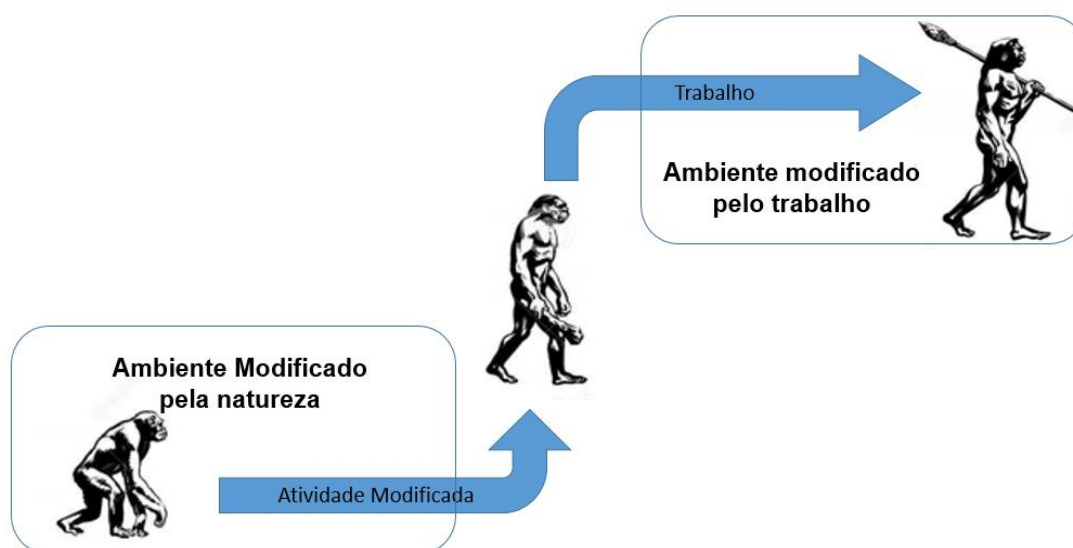 Trabalho
Ambiente modificado
pelo trabalho
Ambiente Modificado
pela natureza
Atividade Modificada